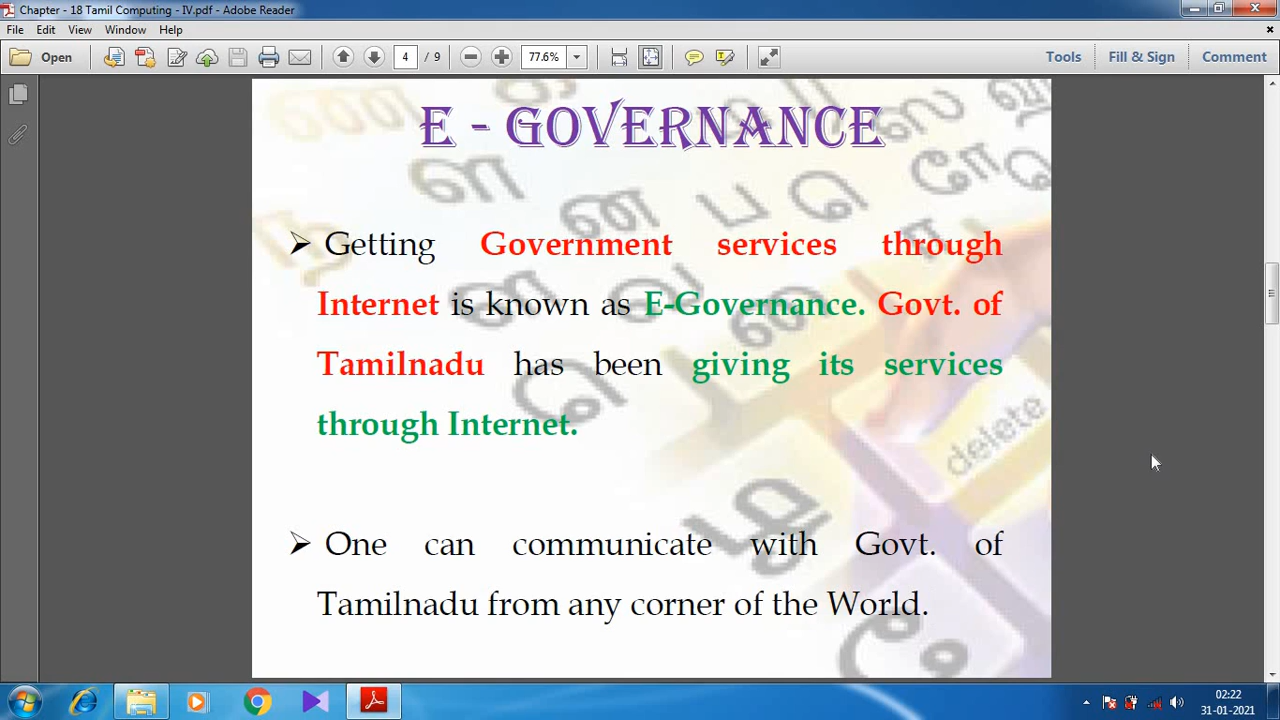 Chapter - 18 Tamil Computing - IV.pdf - Adobe Reader
File Edit View Window Help
Open 4 / 9 77.6% Tools Fill & Sign Comment
E - GOVERNANCE
➢ Getting Government services through
Internet is known as E-Governance. Govt. of
Tamilnadu has been giving its services
through Internet.
➢ One can communicate with Govt. of
Tamilnadu from any corner of the World.
delete
02:22
31-01-2021